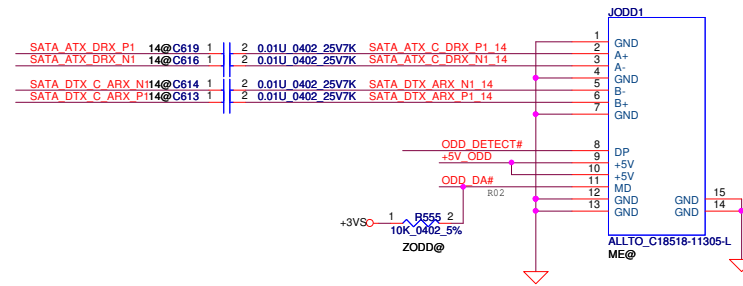 JODD1
1 GND
SATA_ATX_DRX_P1 14@C619 1 2 0.01U_0402_25V7K SATA_ATX_C_DRX_P1_14 2 A+
SATA_ATX_DRX_N1 14@C616 1 2 0.01U_0402_25V7K SATA_ATX_C_DRX_N1_14 3 A-
4 GND
SATA_DTX_C_ARX_N1 14@C614 1 2 0.01U_0402_25V7K SATA_DTX_ARX_N1_14 5 B-
SATA_DTX_C_ARX_P1 14@C613 1 2 0.01U_0402_25V7K SATA_DTX_ARX_P1_14 6 B+
7 GND
ODD_DETECT# 8 DP
+5V_ODD 9 +5V
10 +5V
ODD_DA# 11 MD
R02 12 GND GND 15
13 GND GND 14
+3VS 1 R555 2
10K_0402_5%
ZODD@
ALLTO_C18518-11305-L
ME@